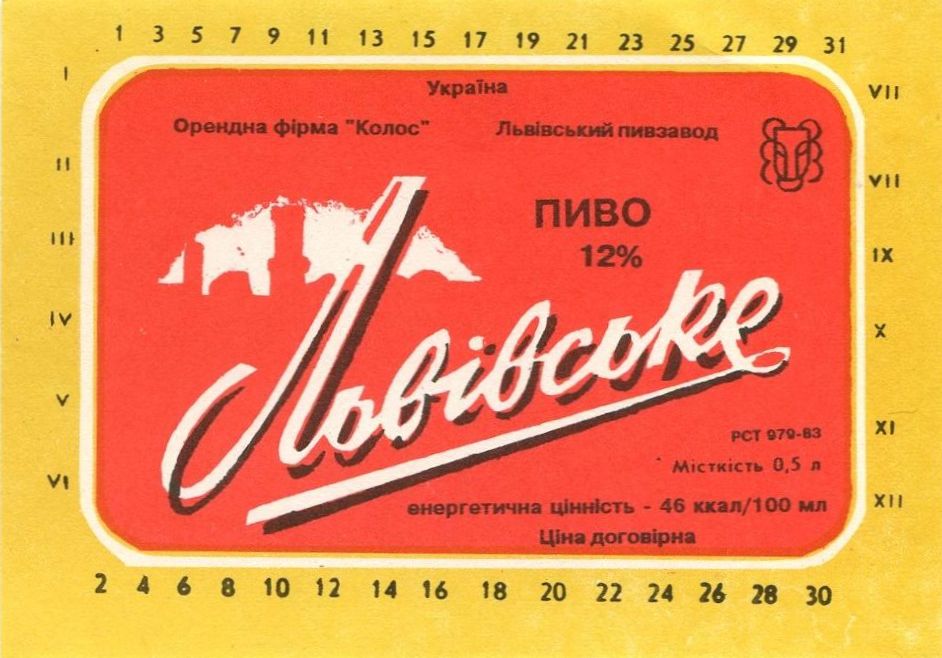 1 3 5 7 9 11 13 15 17 19 21 23 25 27 29 31
I
II
III
IV
V
VI
Україна
Орендна фірма "Колос" Львівський пивзавод
ПИВО
12%
Львівське
РСТ 979-83
Місткість 0,5 л
енергетична цінність - 46 ккал/100 мл
Ціна договірна
VII
VII
IX
X
XI
XII
2 4 6 8 10 12 14 16 18 20 22 24 26 28 30